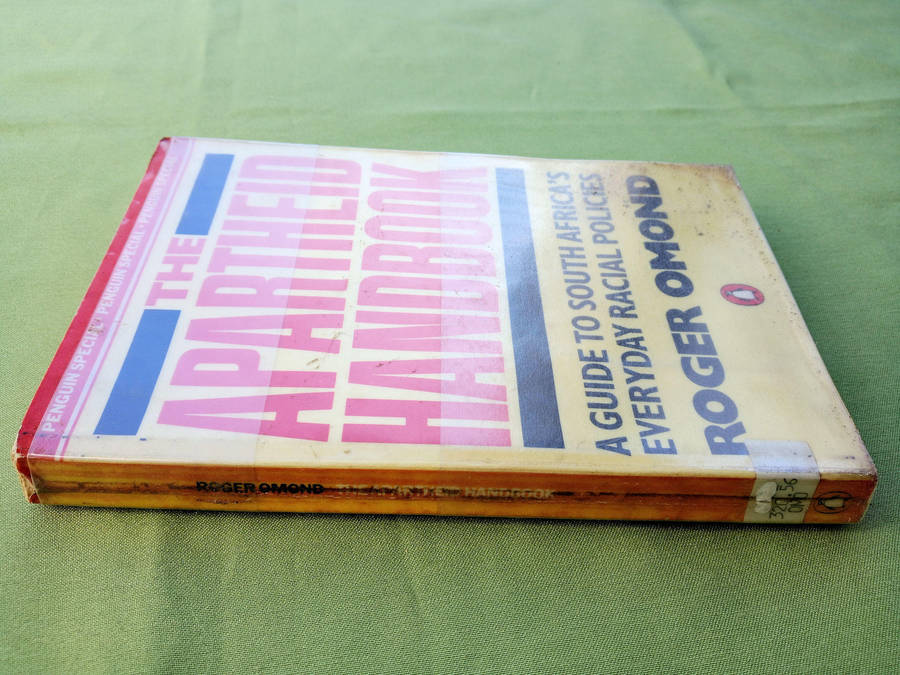 PENGUIN SPECIAL • PENGUIN SPECIAL • PENGUIN SPECIAL
THE
APARTHEID
HANDBOOK
A GUIDE TO SOUTH AFRICA'S
EVERYDAY RACIAL POLICIES
ROGER OMOND
ROGER OMOND THE APARTHEID HANDBOOK
OMO